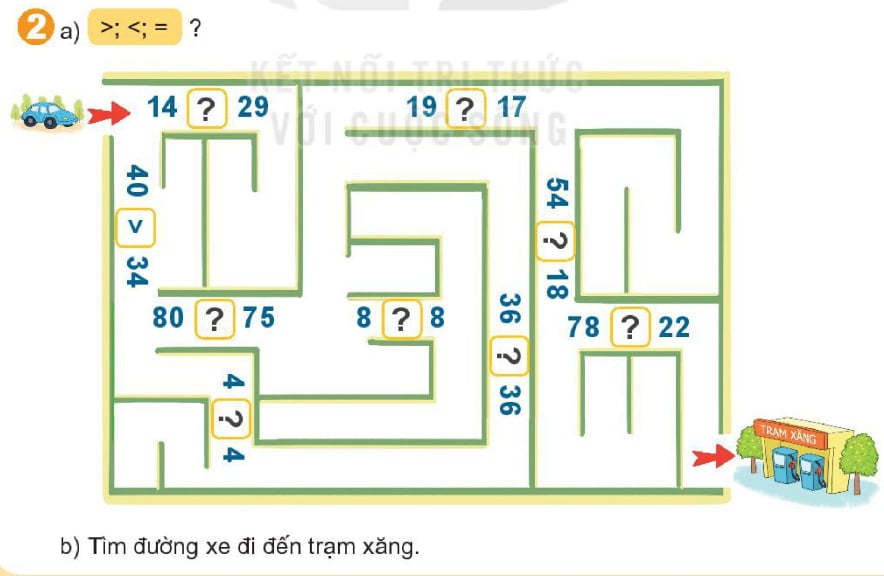 2 a) >; <; = ?
KẾT NỐI TRI THỨC
VỚI CUỘC SỐNG
14 ? 29
19 ? 17
40 > 34
54 ? 18
80 ? 75
8 ? 8
36 ? 36
78 ? 22
4 ? 4
TRẠM XĂNG
b) Tìm đường xe đi đến trạm xăng.